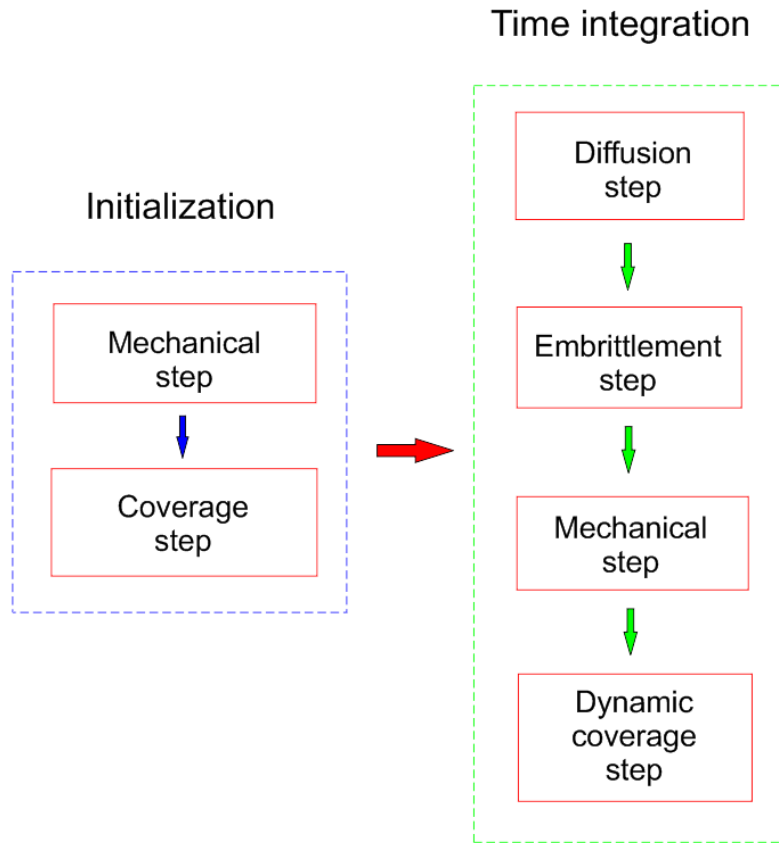 Initialization
Mechanical
step
Coverage
step
Time integration
Diffusion
step
Embrittlement
step
Mechanical
step
Dynamic
coverage
step